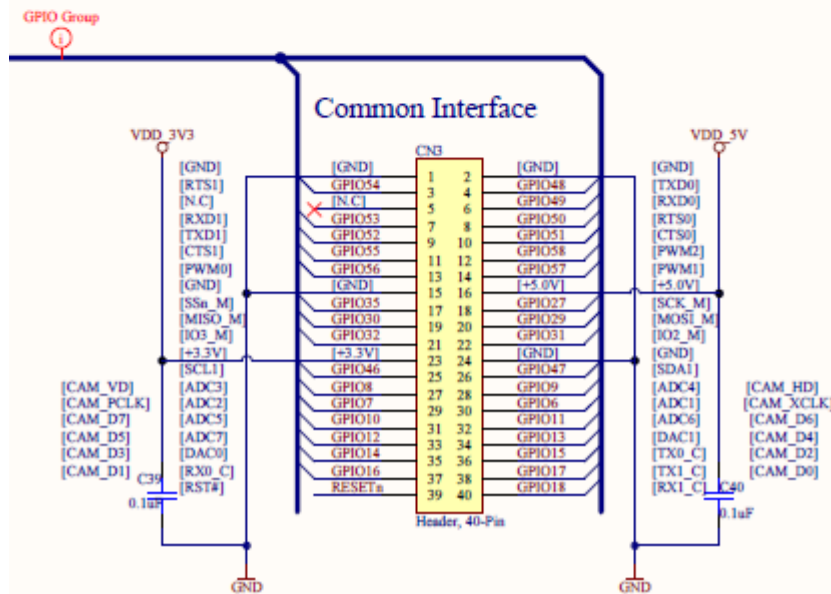 GPIO Group
i
Common Interface
VDD_3V3
VDD_5V
CN3
[GND] [GND] 1 2 [GND] [GND]
[RTS1] GPIO54 3 4 GPIO48 [TXD0]
[N.C] [N.C] 5 6 GPIO49 [RXD0]
[RXD1] GPIO53 7 8 GPIO50 [RTS0]
[TXD1] GPIO52 9 10 GPIO51 [CTS0]
[CTS1] GPIO55 11 12 GPIO58 [PWM2]
[PWM0] GPIO56 13 14 GPIO57 [PWM1]
[GND] [GND] 15 16 [+5.0V] [+5.0V]
[SSn_M] GPIO35 17 18 GPIO27 [SCK_M]
[MISO_M] GPIO30 19 20 GPIO29 [MOSI_M]
[IO3_M] GPIO32 21 22 GPIO31 [IO2_M]
[+3.3V] [+3.3V] 23 24 [GND] [GND]
[SCL1] GPIO46 25 26 GPIO47 [SDA1]
[CAM_VD] [ADC3] GPIO8 27 28 GPIO9 [ADC4] [CAM_HD]
[CAM_PCLK] [ADC2] GPIO7 29 30 GPIO6 [ADC1] [CAM_XCLK]
[CAM_D7] [ADC5] GPIO10 31 32 GPIO11 [ADC6] [CAM_D6]
[CAM_D5] [ADC7] GPIO12 33 34 GPIO13 [DAC1] [CAM_D4]
[CAM_D3] [DAC0] GPIO14 35 36 GPIO15 [TX0_C] [CAM_D2]
[CAM_D1] [RX0_C] GPIO16 37 38 GPIO17 [TX1_C] [CAM_D0]
[RST#] RESETn 39 40 GPIO18 [RX1_C]
C39
0.1uF
C40
0.1uF
Header, 40-Pin
GND
GND